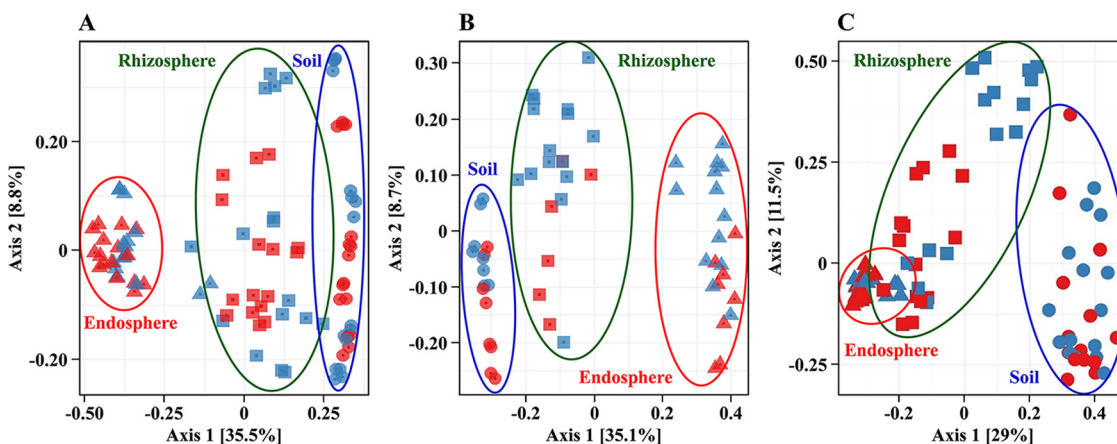 A
Rhizosphere
Soil
Endosphere
0.20
0
-0.20
-0.50
-0.25
0
0.25
Axis 2 [8.8%]
Axis 1 [35.5%]
B
Rhizosphere
Soil
Endosphere
0.30
0.20
0.10
0
-0.10
-0.20
0
0.2
0.4
Axis 2 [8.7%]
Axis 1 [35.1%]
C
Rhizosphere
Endosphere
Soil
0.50
0.25
0
-0.25
-0.2
0
0.2
0.4
Axis 2 [11.5%]
Axis 1 [29%]